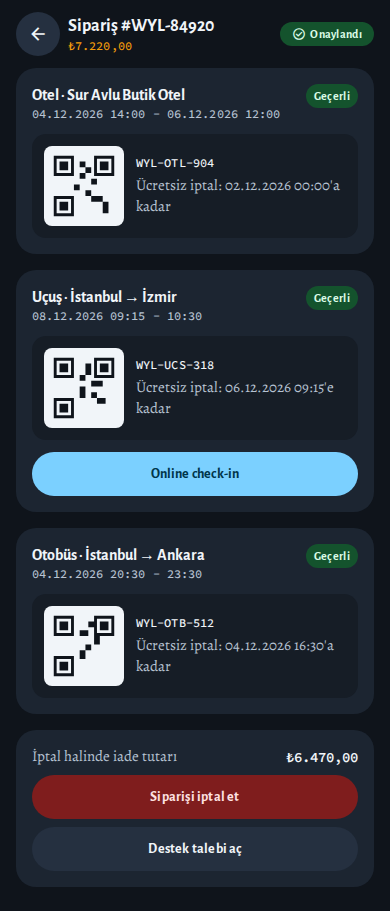 Sipariş #WYL-84920
₺7.220,00
Onaylandı
Otel · Sur Avlu Butik Otel
Geçerli
04.12.2026 14:00 – 06.12.2026 12:00
WYL-OTL-904
Ücretsiz iptal: 02.12.2026 00:00'a
kadar
Uçuş · İstanbul → İzmir
Geçerli
08.12.2026 09:15 – 10:30
WYL-UCS-318
Ücretsiz iptal: 06.12.2026 09:15'e
kadar
Online check-in
Otobüs · İstanbul → Ankara
Geçerli
04.12.2026 20:30 – 23:30
WYL-OTB-512
Ücretsiz iptal: 04.12.2026 16:30'a
kadar
İptal halinde iade tutarı
₺6.470,00
Siparişi iptal et
Destek talebi aç